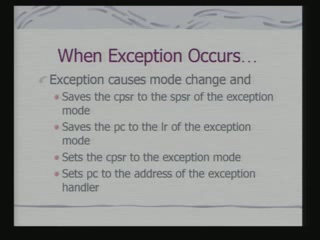 When Exception Occurs...
Exception causes mode change and
Saves the cpsr to the spsr of the exception
mode
Saves the pc to the lr of the exception
mode
Sets the cpsr to the exception mode
Sets pc to the address of the exception
handler